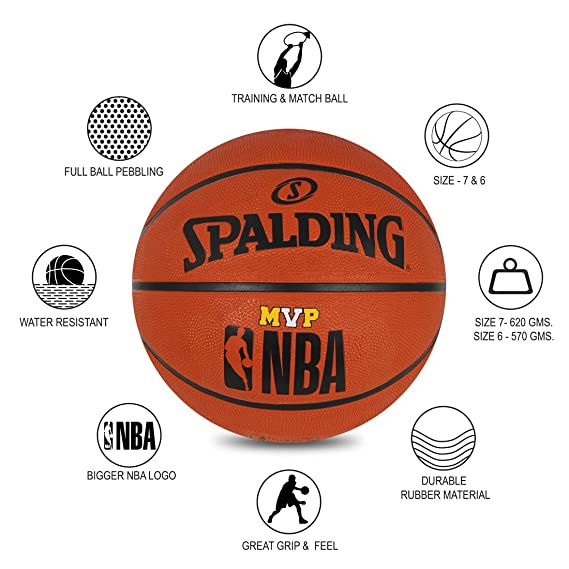 TRAINING & MATCH BALL
FULL BALL PEBBLING
SIZE - 7 & 6
S
SPALDING®
WATER RESISTANT
MVP
NBA
SIZE 7- 620 GMS.
SIZE 6 - 570 GMS.
NBA
BIGGER NBA LOGO
DURABLE
RUBBER MATERIAL
GREAT GRIP & FEEL